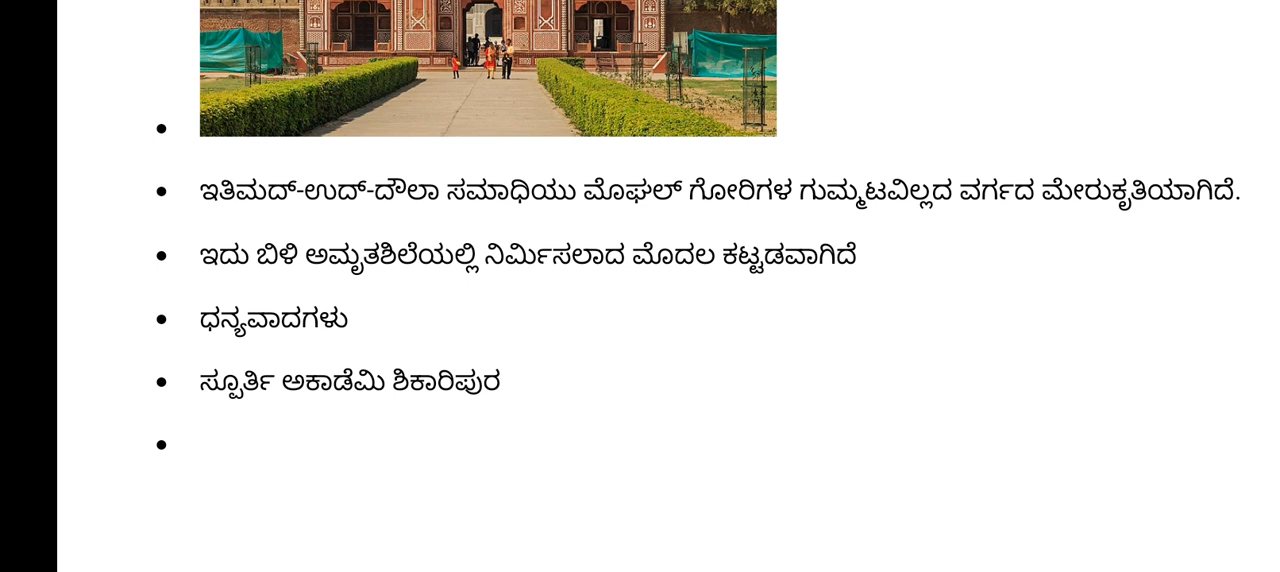 ಇತಿಮದ್-ಉದ್-ದೌಲಾ ಸಮಾಧಿಯು ಮೊಘಲ್ ಗೋರಿಗಳ ಗುಮ್ಮಟವಿಲ್ಲದ ವರ್ಗದ ಮೇರುಕೃತಿಯಾಗಿದೆ.
ಇದು ಬಿಳಿ ಅಮೃತಶಿಲೆಯಲ್ಲಿ ನಿರ್ಮಿಸಲಾದ ಮೊದಲ ಕಟ್ಟಡವಾಗಿದೆ
ಧನ್ಯವಾದಗಳು
ಸ್ಪೂರ್ತಿ ಅಕಾಡೆಮಿ ಶಿಕಾರಿಪುರ